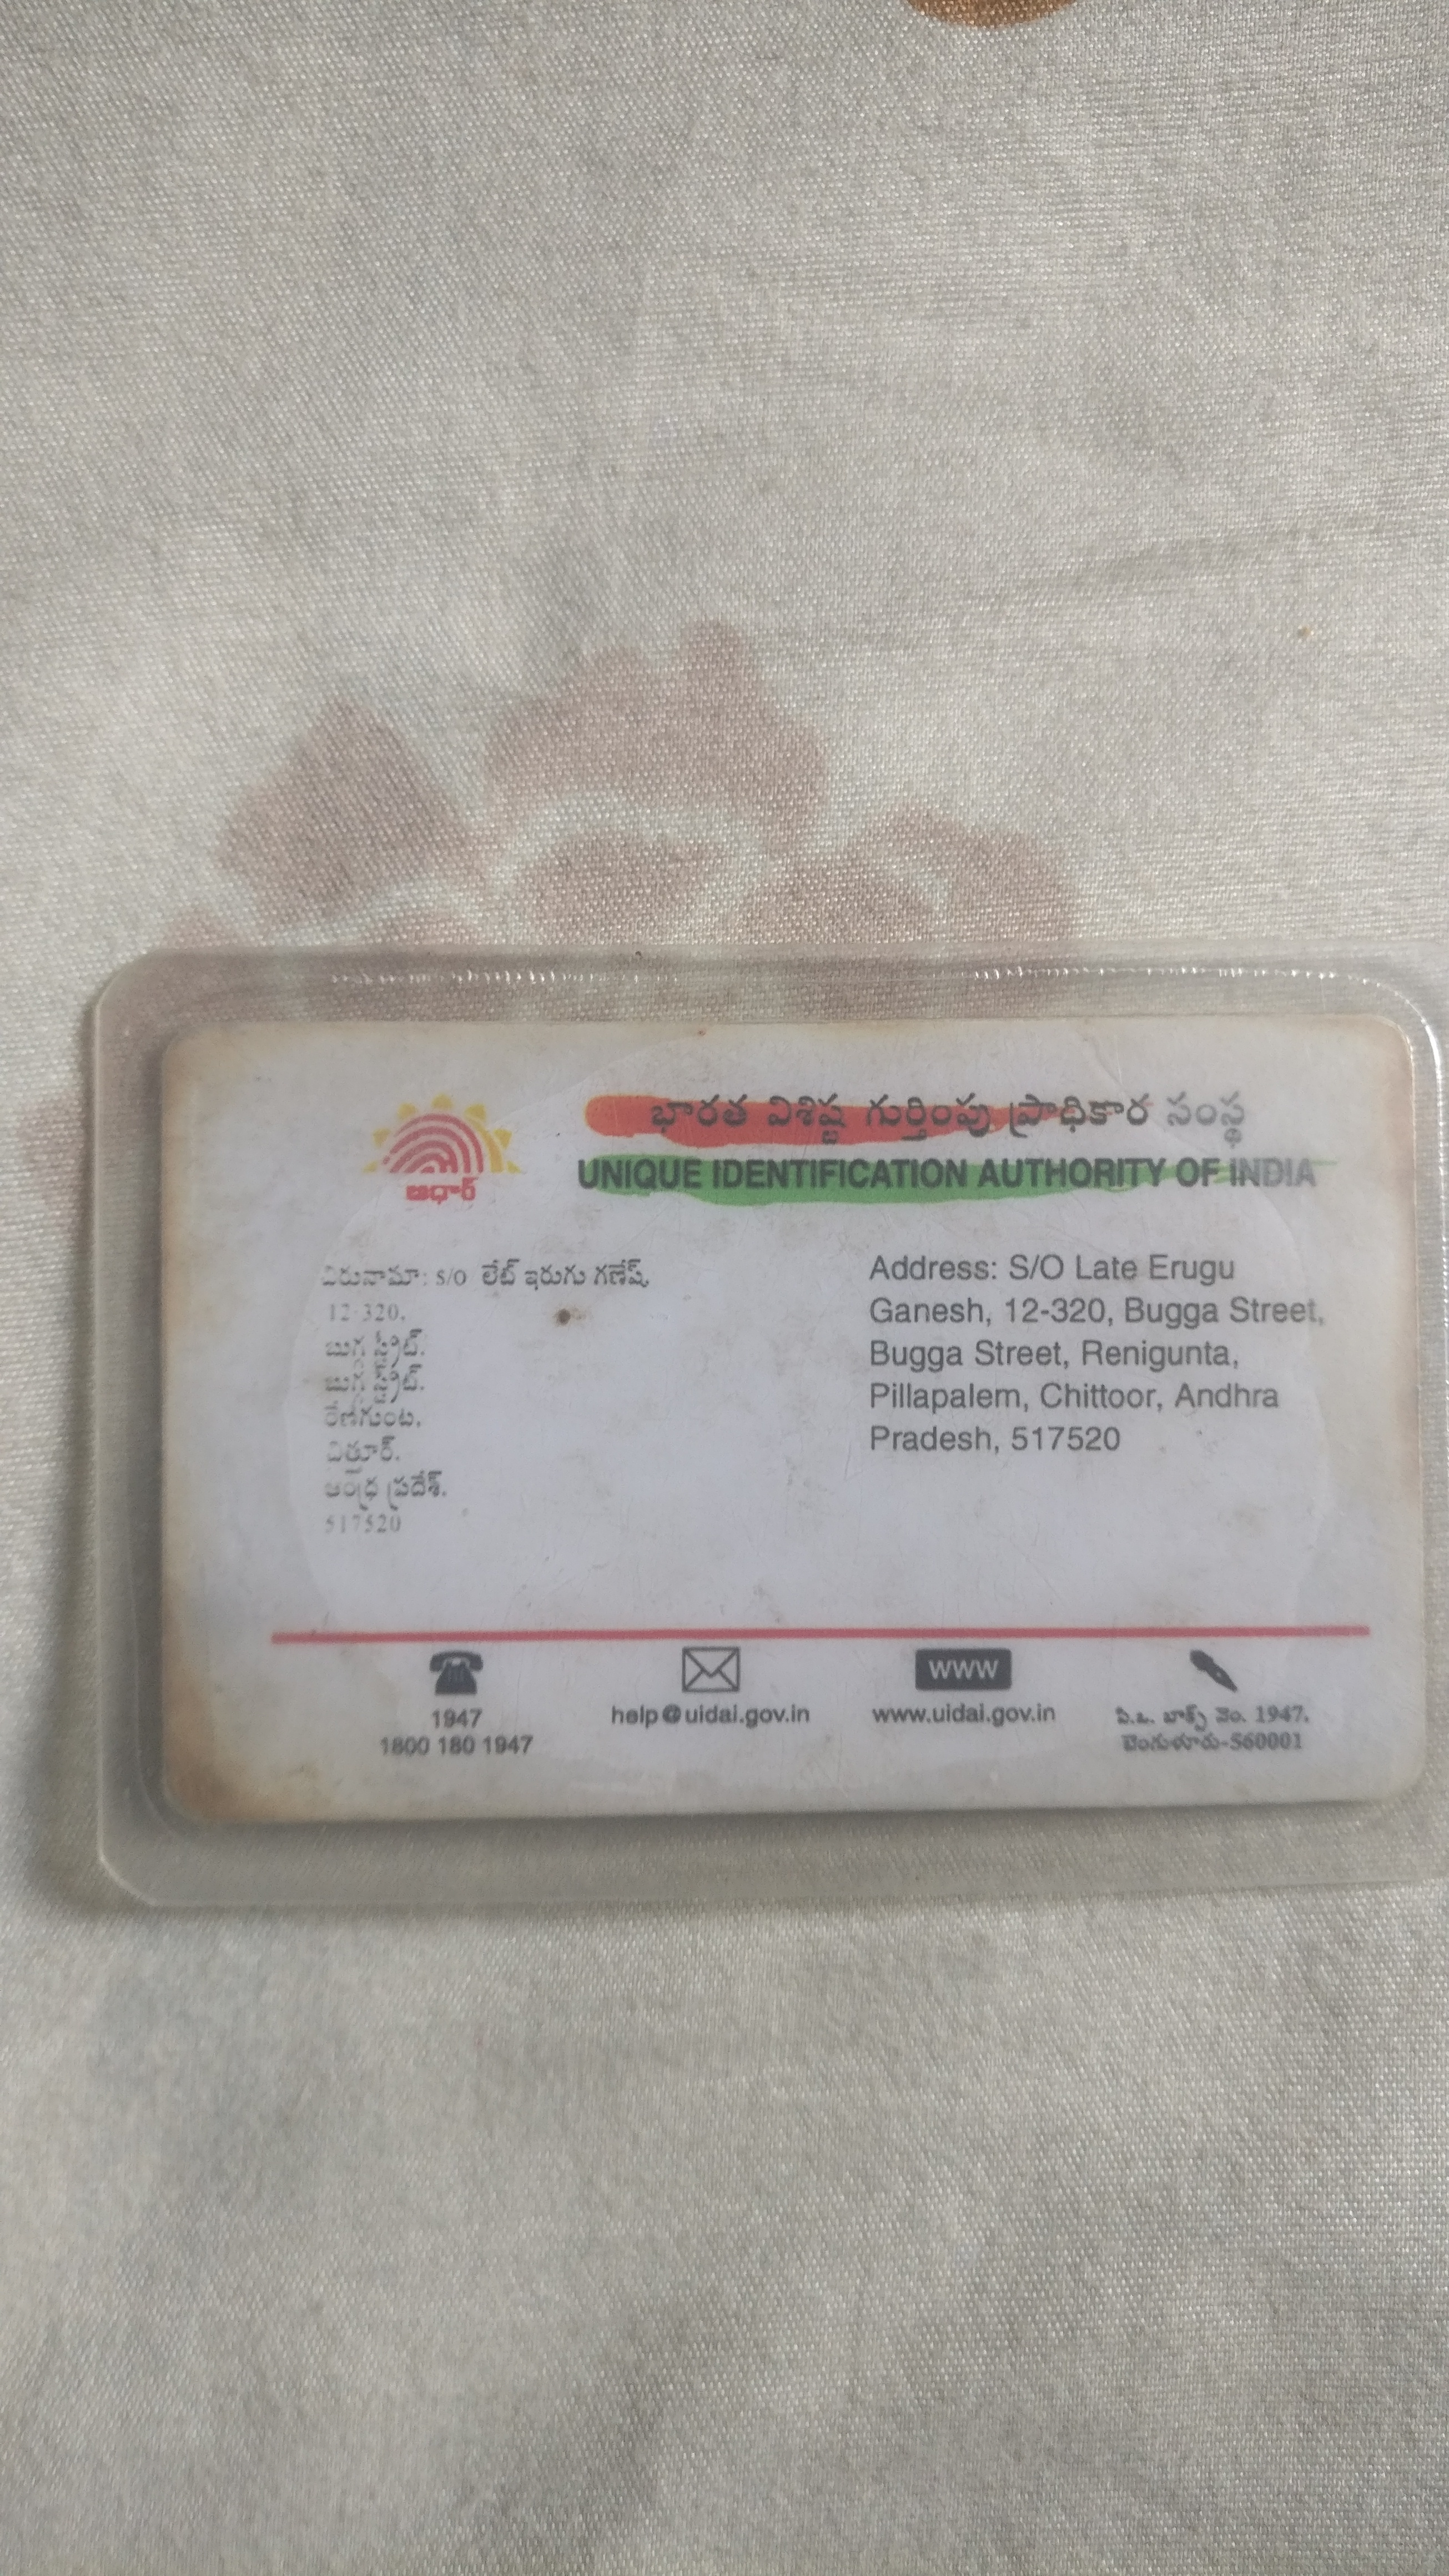 ఆధార్
భారత విశిష్ట గుర్తింపు ప్రాధికార సంస్థ
UNIQUE IDENTIFICATION AUTHORITY OF INDIA
చిరునామా: S/O లేట్ ఇరుగు గణేష్,
12-320,
బుగ్గ స్ట్రీట్,
బుగ్గ స్ట్రీట్,
రేణిగుంట,
చిత్తూర్,
ఆంధ్ర ప్రదేశ్,
517520
Address: S/O Late Erugu
Ganesh, 12-320, Bugga Street,
Bugga Street, Renigunta,
Pillapalem, Chittoor, Andhra
Pradesh, 517520
1947
1800 180 1947
help@uidai.gov.in
WWW
www.uidai.gov.in
పి.ఒ. బాక్స్ నెం. 1947,
బెంగుళూరు-560001